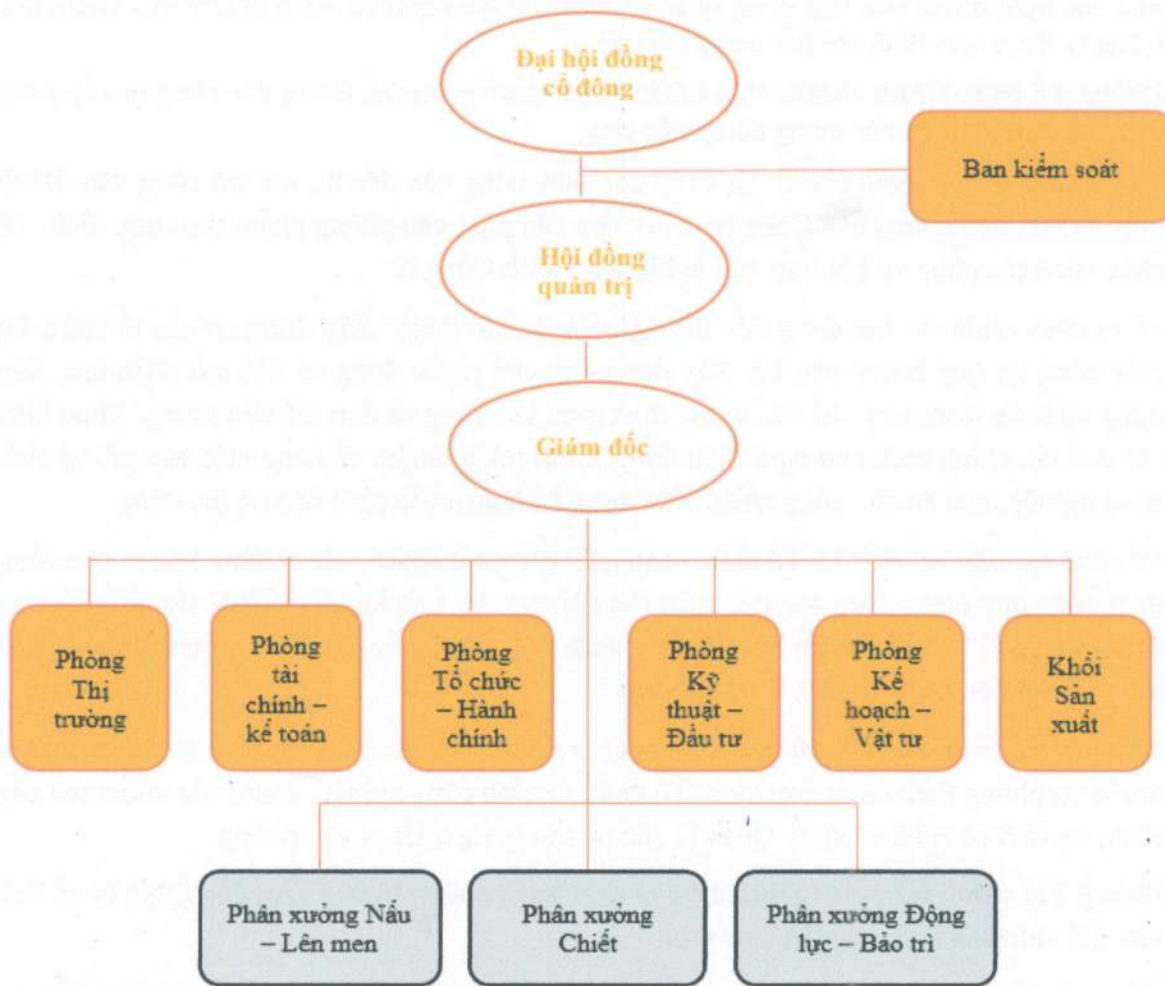 Đại hội đồng
cổ đông
Ban kiểm soát
Hội đồng
quản trị
Giám đốc
Phòng
Thị
trường
Phòng
tài
chính –
kế toán
Phòng
Tổ chức
– Hành
chính
Phòng
Kỹ
thuật –
Đầu tư
Phòng
Kế
hoạch –
Vật tư
Khối
Sản
xuất
Phân xưởng Nấu
– Lên men
Phân xưởng
Chiết
Phân xưởng Động
lực – Bảo trì